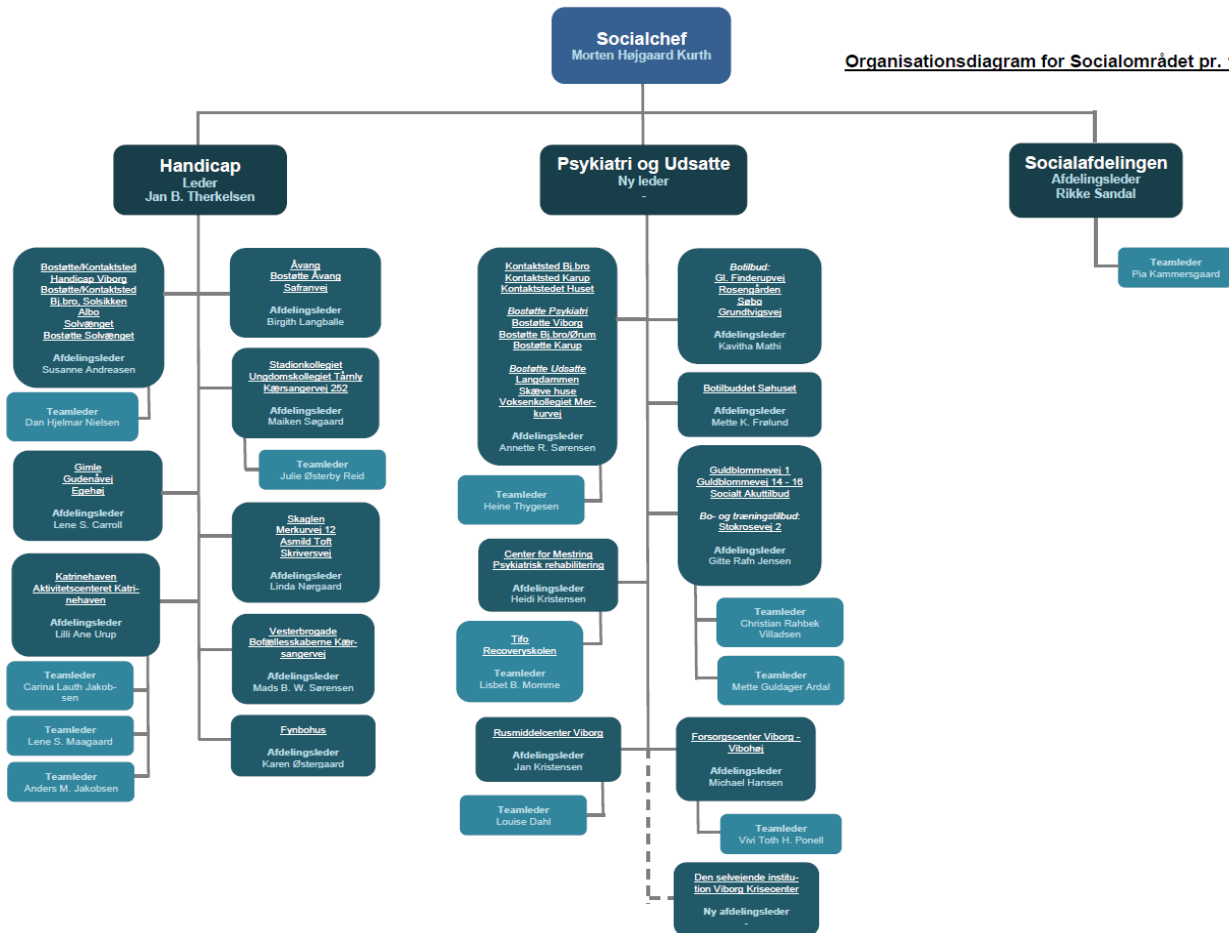 Socialchef
Morten Højgaard Kurth
Organisationsdiagram for Socialområdet pr.
Handicap
Leder
Jan B. Therkelsen
Psykiatri og Udsatte
Ny leder
-
Socialafdelingen
Afdelingsleder
Rikke Sandal
Teamleder
Pia Kammersgaard
Bostøtte/Kontaktsted
Handicap Viborg
Bostøtte/Kontaktsted
Bj.bro, Solsikken
Albo
Solvænget
Bostøtte Solvænget
Afdelingsleder
Susanne Andreasen
Teamleder
Dan Hjelmar Nielsen
Gimle
Gudenåvej
Egehøj
Afdelingsleder
Lene S. Carroll
Katrinehaven
Aktivitetscenteret Katri-
nehaven
Afdelingsleder
Lilli Ane Urup
Teamleder
Carina Lauth Jakob-
sen
Teamleder
Lene S. Maagaard
Teamleder
Anders M. Jakobsen
Åvang
Bostøtte Åvang
Safranvej
Afdelingsleder
Birgith Langballe
Stadionkollegiet
Ungdomskollegiet Tårnly
Kærsangervej 252
Afdelingsleder
Maiken Søgaard
Teamleder
Julie Østerby Reid
Skaglen
Merkurvej 12
Asmild Toft
Skriversvej
Afdelingsleder
Linda Nørgaard
Vesterbrogade
Bofællesskaberne Kær-
sangervej
Afdelingsleder
Mads B. W. Sørensen
Fynbohus
Afdelingsleder
Karen Østergaard
Kontaktsted Bj.bro
Kontaktsted Karup
Kontaktstedet Huset
Bostøtte Psykiatri
Bostøtte Viborg
Bostøtte Bj.bro/Ørum
Bostøtte Karup
Bostøtte Udsatte
Langdammen
Skæve huse
Voksenkollegiet Mer-
kurvej
Afdelingsleder
Annette R. Sørensen
Teamleder
Heine Thygesen
Center for Mestring
Psykiatrisk rehabilitering
Afdelingsleder
Heidi Kristensen
Tifo
Recoveryskolen
Teamleder
Lisbet B. Momme
Rusmiddelcenter Viborg
Afdelingsleder
Jan Kristensen
Teamleder
Louise Dahl
Botilbud:
Gl. Finderupvej
Rosengården
Søbo
Grundtvigsvej
Afdelingsleder
Kavitha Mathi
Botilbuddet Søhuset
Afdelingsleder
Mette K. Frølund
Guldblommevej 1
Guldblommevej 14 - 16
Socialt Akuttilbud
Bo- og træningstilbud:
Stokrosevej 2
Afdelingsleder
Gitte Rafn Jensen
Teamleder
Christian Rahbek
Villadsen
Teamleder
Mette Guldager Ardal
Forsorgscenter Viborg -
Vibohøj
Afdelingsleder
Michael Hansen
Teamleder
Vivi Toth H. Ponell
Den selvejende institu-
tion Viborg Krisecenter
Ny afdelingsleder
-